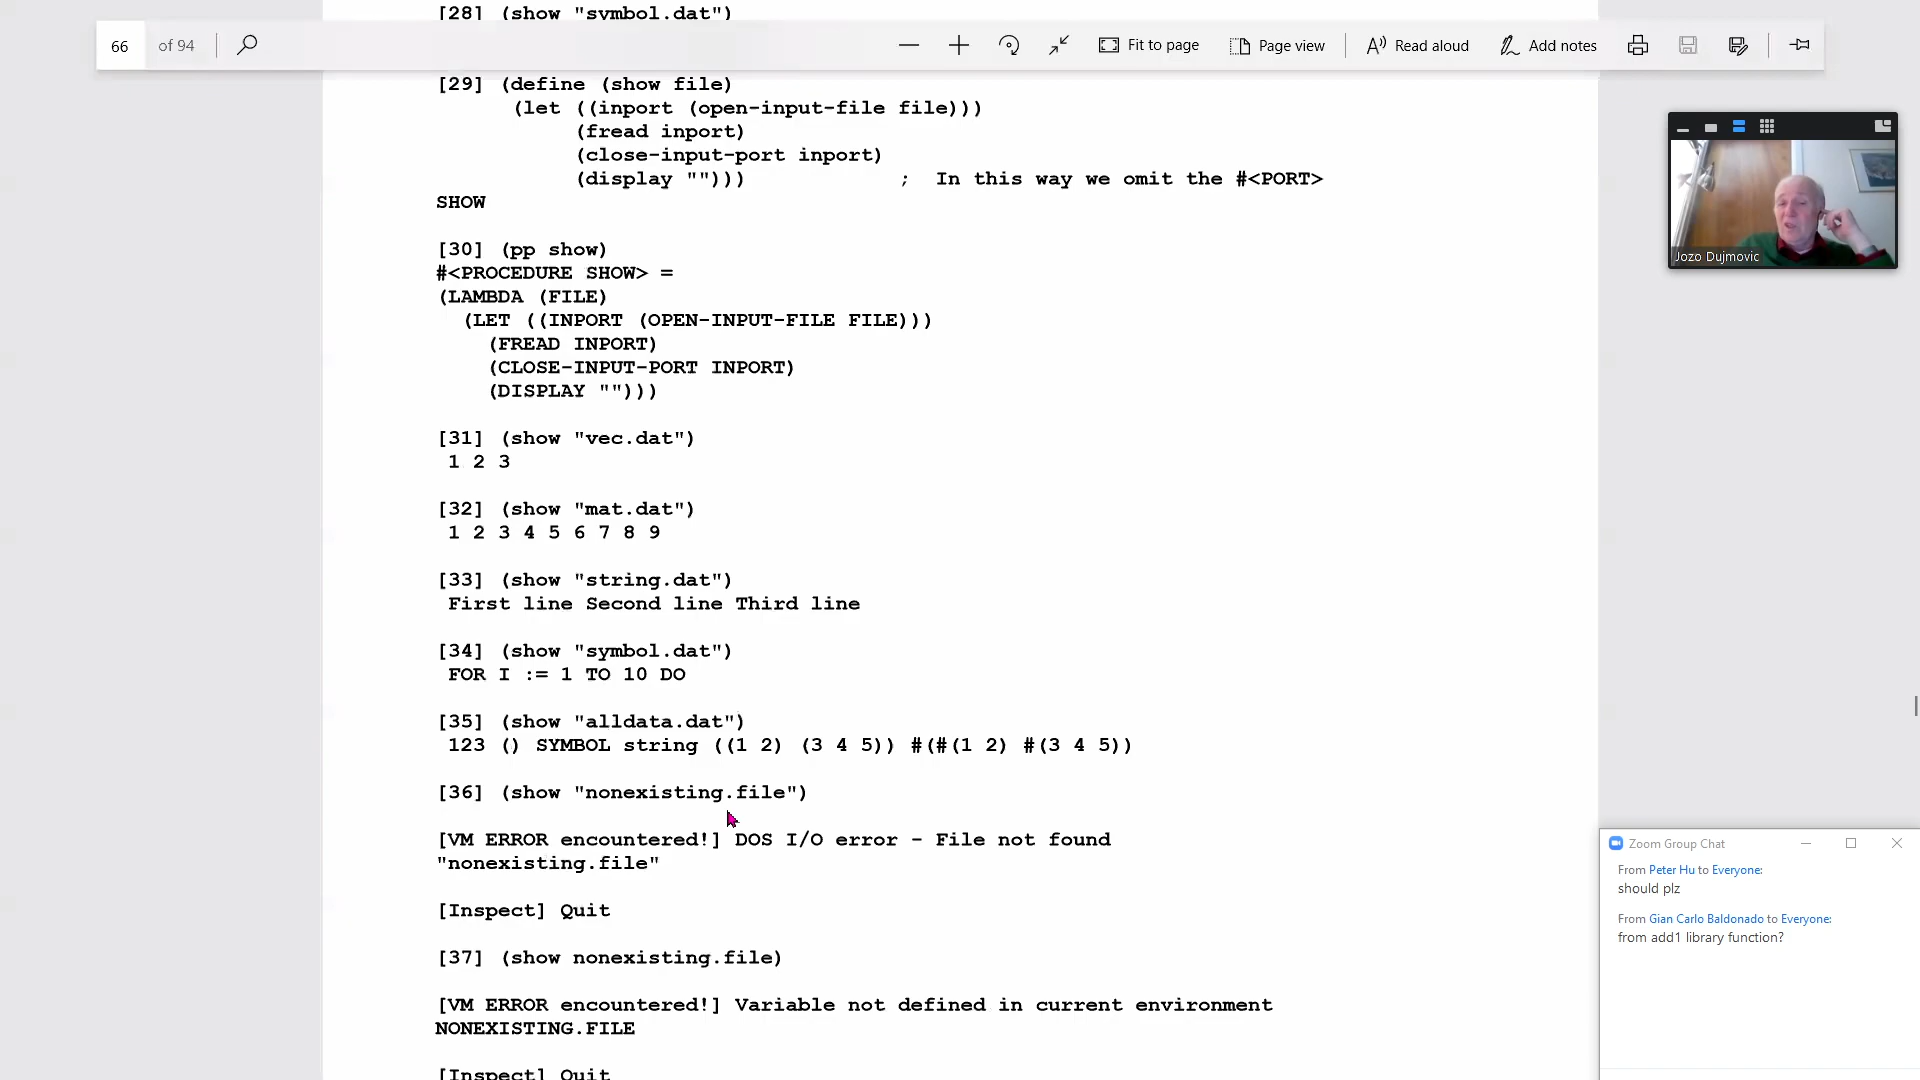 [28] (show "symbol.dat")
66 of 94 Fit to page Page view Read aloud Add notes
[29] (define (show file)
(let ((inport (open-input-file file)))
(fread inport)
(close-input-port inport)
(display ""))) ; In this way we omit the #<PORT>
SHOW
[30] (pp show)
#<PROCEDURE SHOW> =
(LAMBDA (FILE)
(LET ((INPORT (OPEN-INPUT-FILE FILE)))
(FREAD INPORT)
(CLOSE-INPUT-PORT INPORT)
(DISPLAY "")))
[31] (show "vec.dat")
1 2 3
[32] (show "mat.dat")
1 2 3 4 5 6 7 8 9
[33] (show "string.dat")
First line Second line Third line
[34] (show "symbol.dat")
FOR I := 1 TO 10 DO
[35] (show "alldata.dat")
123 () SYMBOL string ((1 2) (3 4 5)) #(#(1 2) #(3 4 5))
[36] (show "nonexisting.file")
[VM ERROR encountered!] DOS I/O error - File not found
"nonexisting.file"
[Inspect] Quit
[37] (show nonexisting.file)
[VM ERROR encountered!] Variable not defined in current environment
NONEXISTING.FILE
[Inspect] Quit
Jozo Dujmovic
Zoom Group Chat
From Peter Hu to Everyone:
should plz
From Gian Carlo Baldonado to Everyone:
from add1 library function?